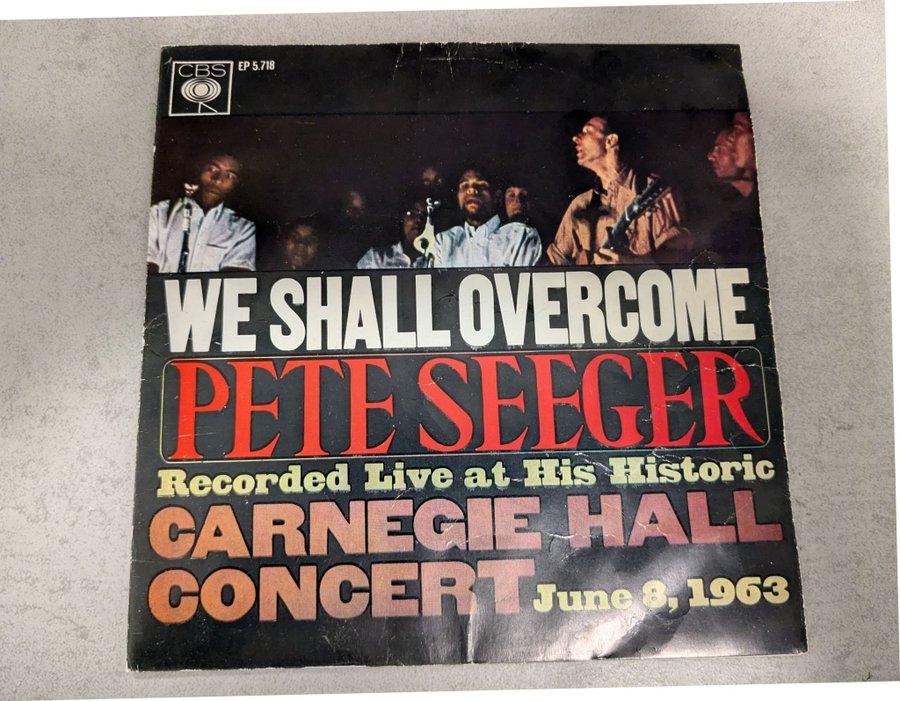 CBS
EP 5.718
WE SHALL OVERCOME
PETE SEEGER
Recorded Live at His Historic
CARNEGIE HALL
CONCERT June 8, 1963